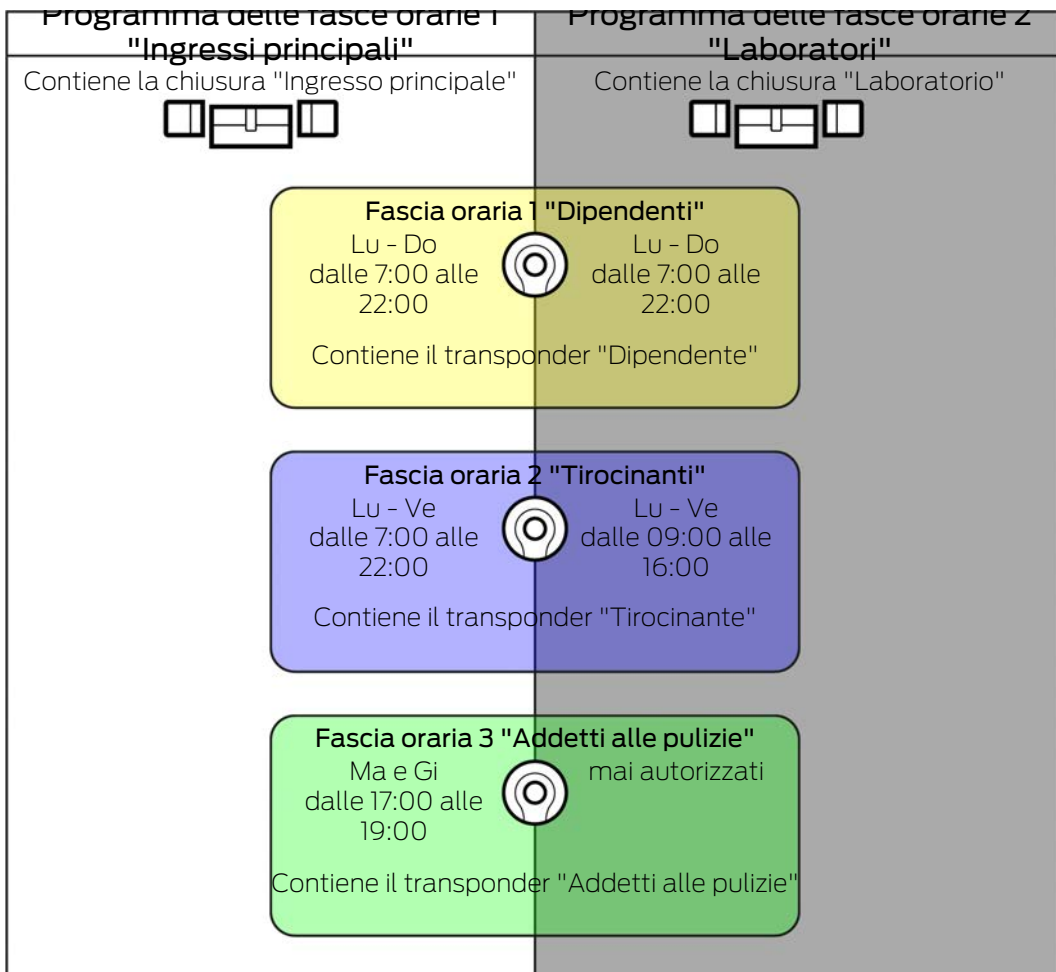 Programma delle fasce orarie 1
"Ingressi principali"
Contiene la chiusura "Ingresso principale"
Programma delle fasce orarie 2
"Laboratori"
Contiene la chiusura "Laboratorio"
Fascia oraria 1 "Dipendenti"
Lu - Do
dalle 7:00 alle
22:00
Lu - Do
dalle 7:00 alle
22:00
Contiene il transponder "Dipendente"
Fascia oraria 2 "Tirocinanti"
Lu - Ve
dalle 7:00 alle
22:00
Lu - Ve
dalle 09:00 alle
16:00
Contiene il transponder "Tirocinante"
Fascia oraria 3 "Addetti alle pulizie"
Ma e Gi
dalle 17:00 alle
19:00
mai autorizzati
Contiene il transponder "Addetti alle pulizie"